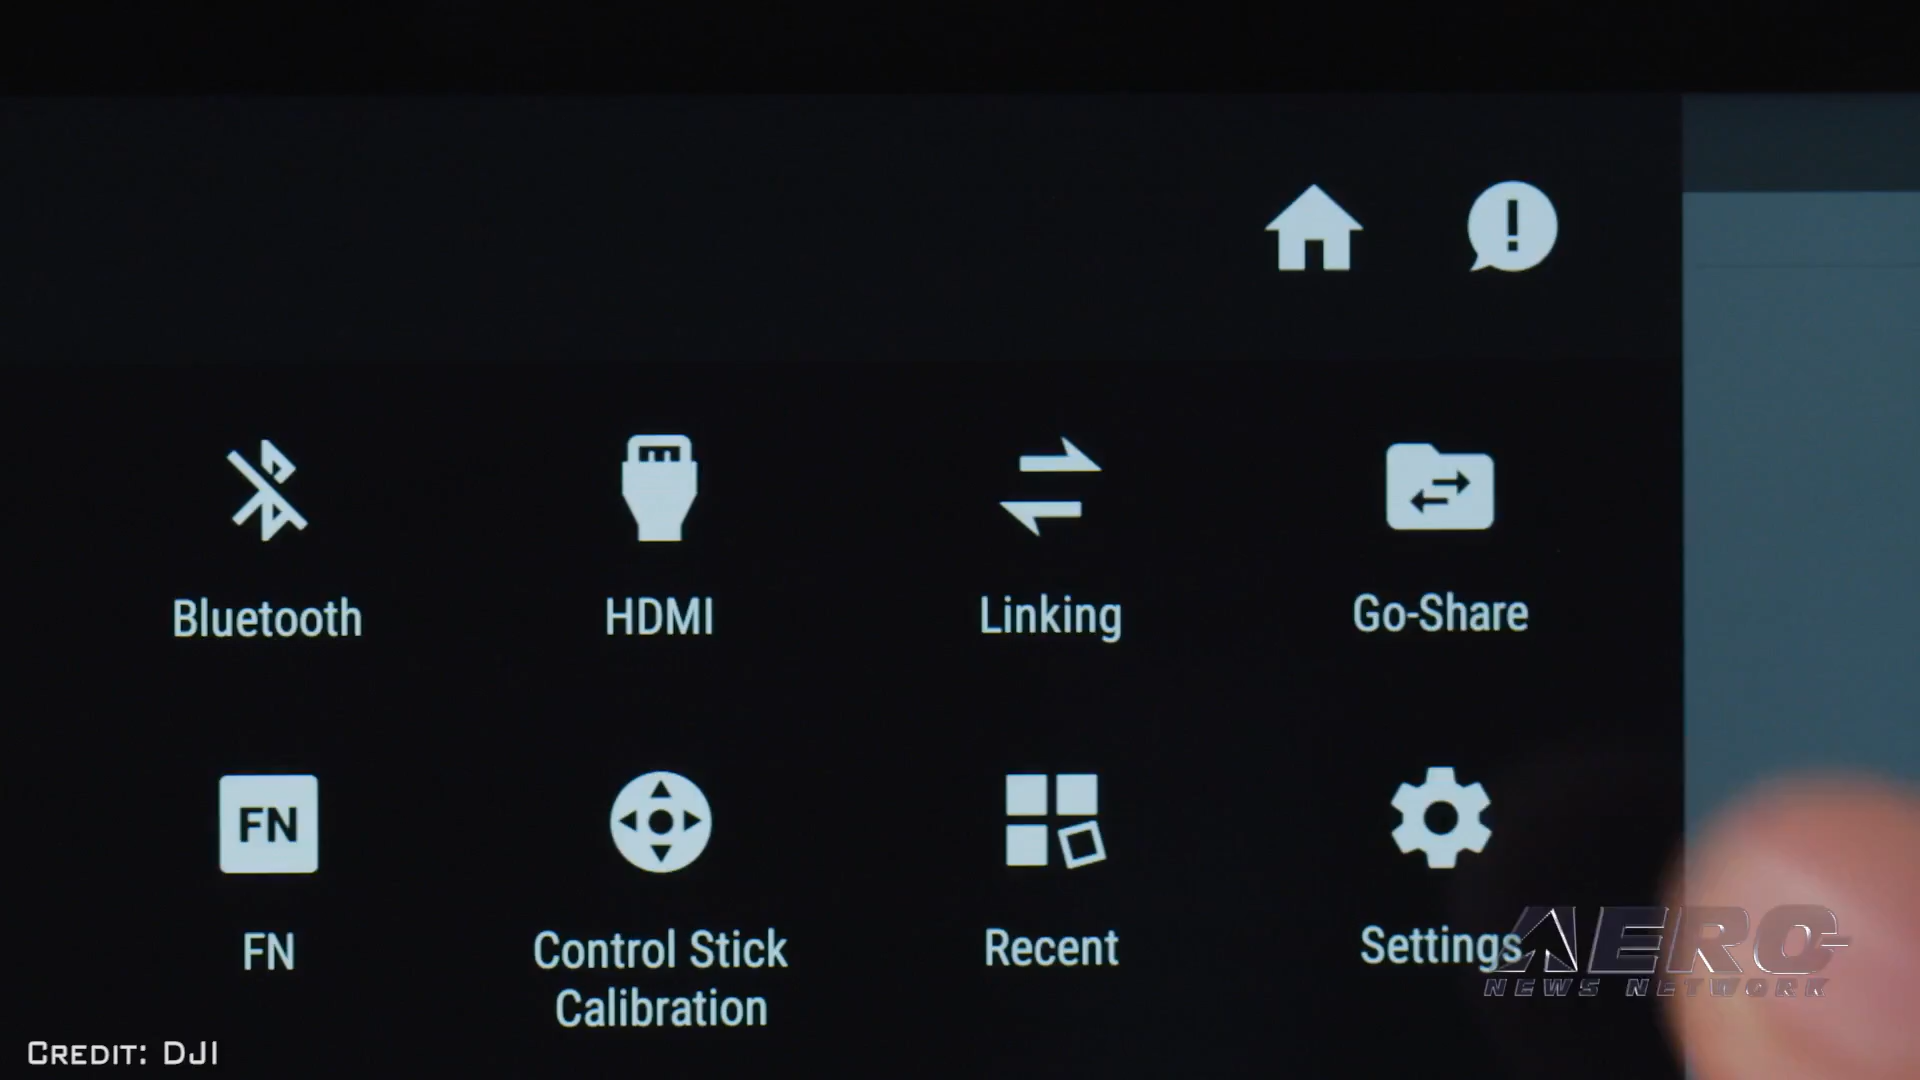 Bluetooth
HDMI
Linking
Go-Share
FN
FN
Control Stick
Calibration
Recent
Settings
AERO
NEWS NETWORK
CREDIT: DJI